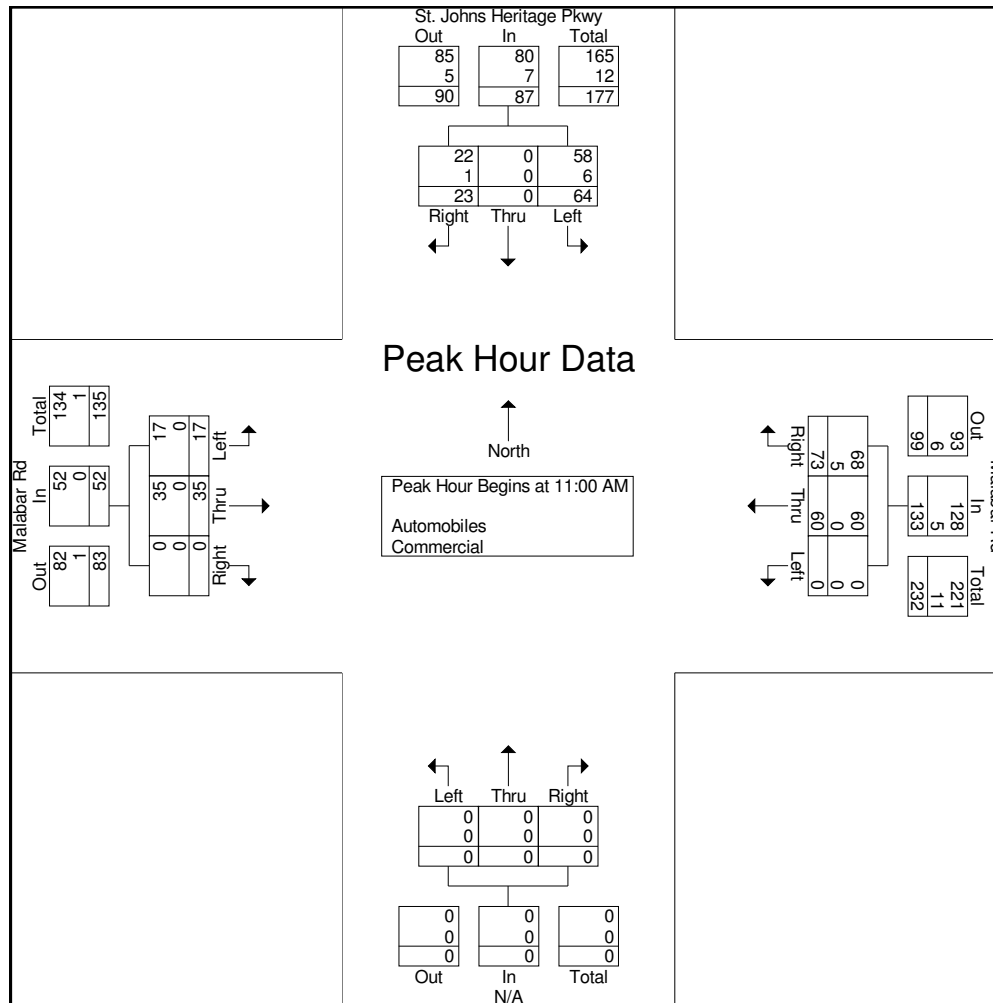 St. Johns Heritage Pkwy
Out In Total
85 80 165
5 7 12
90 87 177
22 0 58
1 0 6
23 0 64
Right Thru Left
Peak Hour Data
North
Peak Hour Begins at 11:00 AM
Automobiles
Commercial
Malabar Rd
Out In Total
82 52 134
1 0 1
83 52 135
17 35 0
0 0 0
17 35 0
Left Thru Right
Out In Total
93 128 221
6 5 11
99 133 232
68 60 0
5 0 0
73 60 0
Right Thru Left
Left Thru Right
0 0 0
0 0 0
0 0 0
0 0 0
0 0 0
0 0 0
Out In Total
N/A